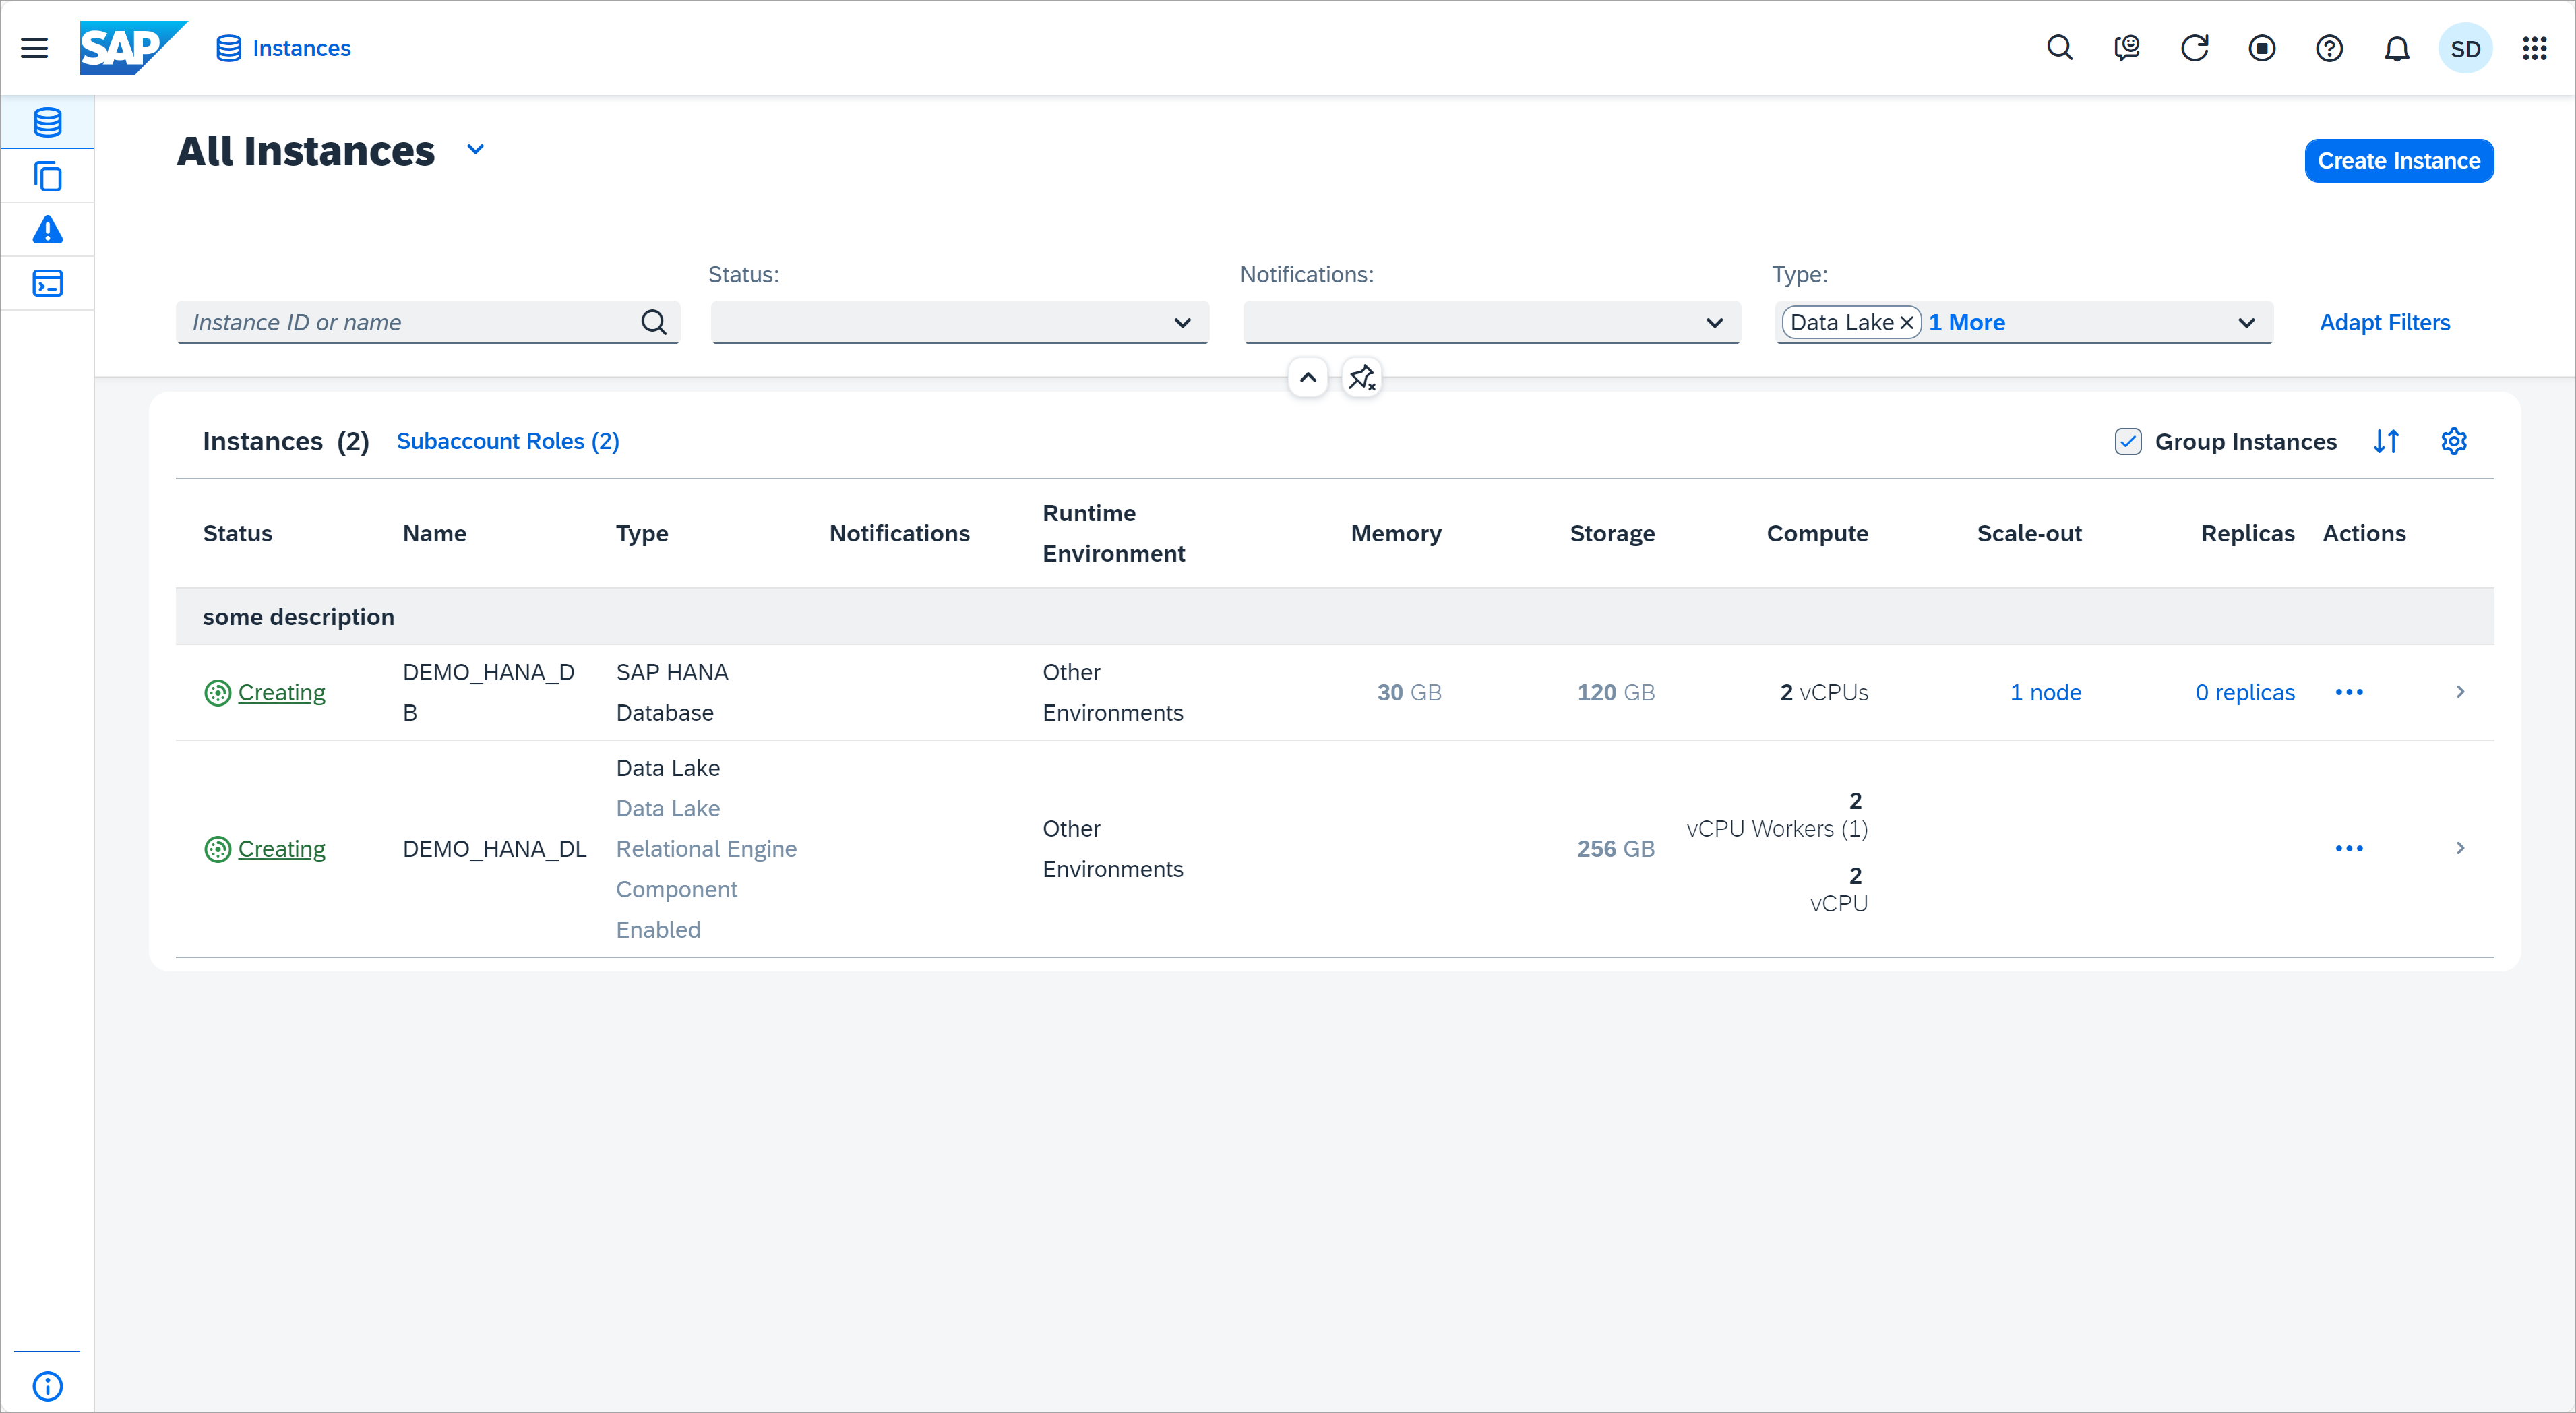 SAP Instances SD
All Instances
Create Instance
Status: Notifications: Type:
Instance ID or name Data Lake 1 More Adapt Filters
Instances (2) Subaccount Roles (2) Group Instances
Status Name Type Notifications Runtime Environment Memory Storage Compute Scale-out Replicas Actions
some description
Creating DEMO_HANA_DB SAP HANA Database Other Environments 30 GB 120 GB 2 vCPUs 1 node 0 replicas
Creating DEMO_HANA_DL Data Lake Data Lake Relational Engine Component Enabled Other Environments 256 GB 2 vCPU Workers (1) 2 vCPU